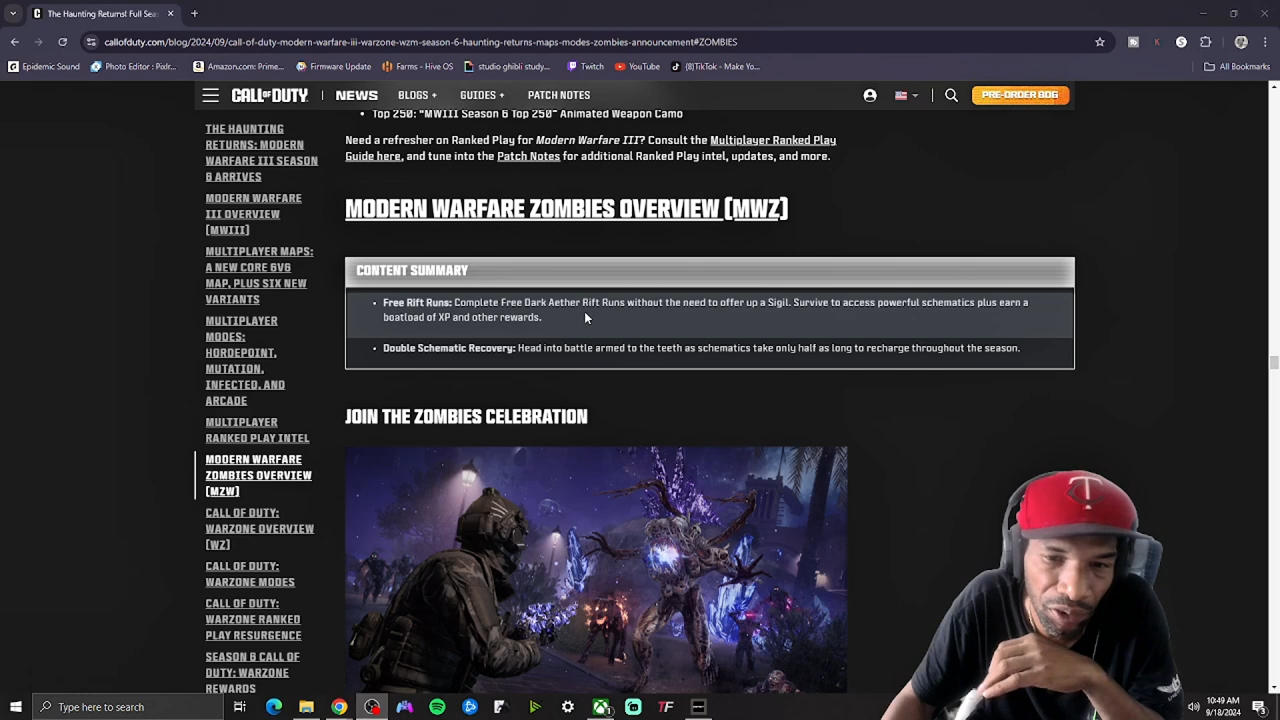 The Haunting Returns! Full Sea
callofduty.com/blog/2024/09/call-of-duty-modern-warfare-iii-warzone-wzm-season-6-haunting-returns-maps-modes-zombies-announcement#ZOMBIES
Epidemic Sound
Photo Editor : Pixlr...
Amazon.com: Prime...
Firmware Update
Farms - Hive OS
studio ghibli study...
Twitch
YouTube
(8)TikTok - Make Yo...
All Bookmarks
CALL OF DUTY
NEWS
BLOGS +
GUIDES +
PATCH NOTES
PRE-ORDER BO6
THE HAUNTING
RETURNS: MODERN
WARFARE III SEASON
6 ARRIVES
MODERN WARFARE
III OVERVIEW
(MWIII)
MULTIPLAYER MAPS:
A NEW CORE 6V6
MAP, PLUS SIX NEW
VARIANTS
MULTIPLAYER
MODES:
HORDEPOINT,
MUTATION,
INFECTED, AND
ARCADE
MULTIPLAYER
RANKED PLAY INTEL
MODERN WARFARE
ZOMBIES OVERVIEW
(MZW)
CALL OF DUTY:
WARZONE OVERVIEW
(WZ)
CALL OF DUTY:
WARZONE MODES
CALL OF DUTY:
WARZONE RANKED
PLAY RESURGENCE
SEASON 6 CALL OF
DUTY: WARZONE
REWARDS
• Top 250: "MWIII Season 6 Top 250" Animated Weapon Camo
Need a refresher on Ranked Play for Modern Warfare III? Consult the Multiplayer Ranked Play
Guide here, and tune into the Patch Notes for additional Ranked Play intel, updates, and more.
MODERN WARFARE ZOMBIES OVERVIEW (MWZ)
CONTENT SUMMARY
• Free Rift Runs: Complete Free Dark Aether Rift Runs without the need to offer up a Sigil. Survive to access powerful schematics plus earn a
boatload of XP and other rewards.
• Double Schematic Recovery: Head into battle armed to the teeth as schematics take only half as long to recharge throughout the season.
JOIN THE ZOMBIES CELEBRATION
Type here to search
TF
10:49 AM
9/18/2024